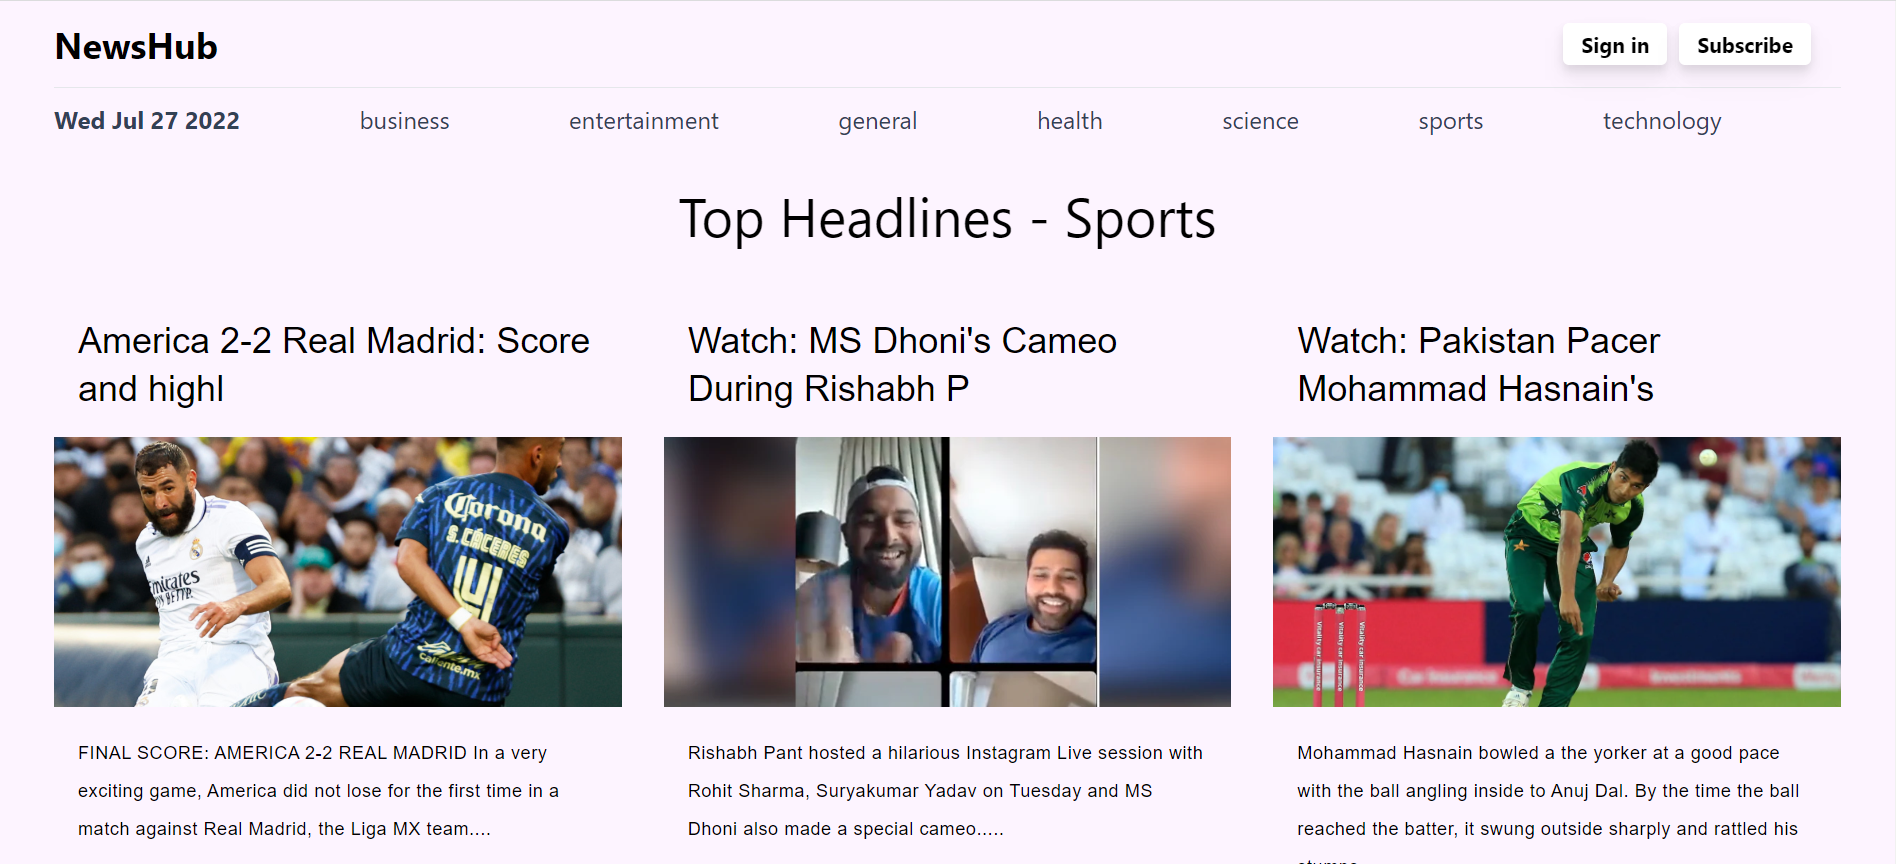 NewsHub
Sign in
Subscribe
Wed Jul 27 2022
business
entertainment
general
health
science
sports
technology
Top Headlines - Sports
America 2-2 Real Madrid: Score
and highl
Watch: MS Dhoni's Cameo
During Rishabh P
Watch: Pakistan Pacer
Mohammad Hasnain's
Corona
S. CÁCERES
14
Caliente.mx
Emirates
FLY BETTER
Vitality car insurance
Vitality car insurance
Vitality car insurance
Car Insurance
Investments
FINAL SCORE: AMERICA 2-2 REAL MADRID In a very
exciting game, America did not lose for the first time in a
match against Real Madrid, the Liga MX team....
Rishabh Pant hosted a hilarious Instagram Live session with
Rohit Sharma, Suryakumar Yadav on Tuesday and MS
Dhoni also made a special cameo.....
Mohammad Hasnain bowled a the yorker at a good pace
with the ball angling inside to Anuj Dal. By the time the ball
reached the batter, it swung outside sharply and rattled his